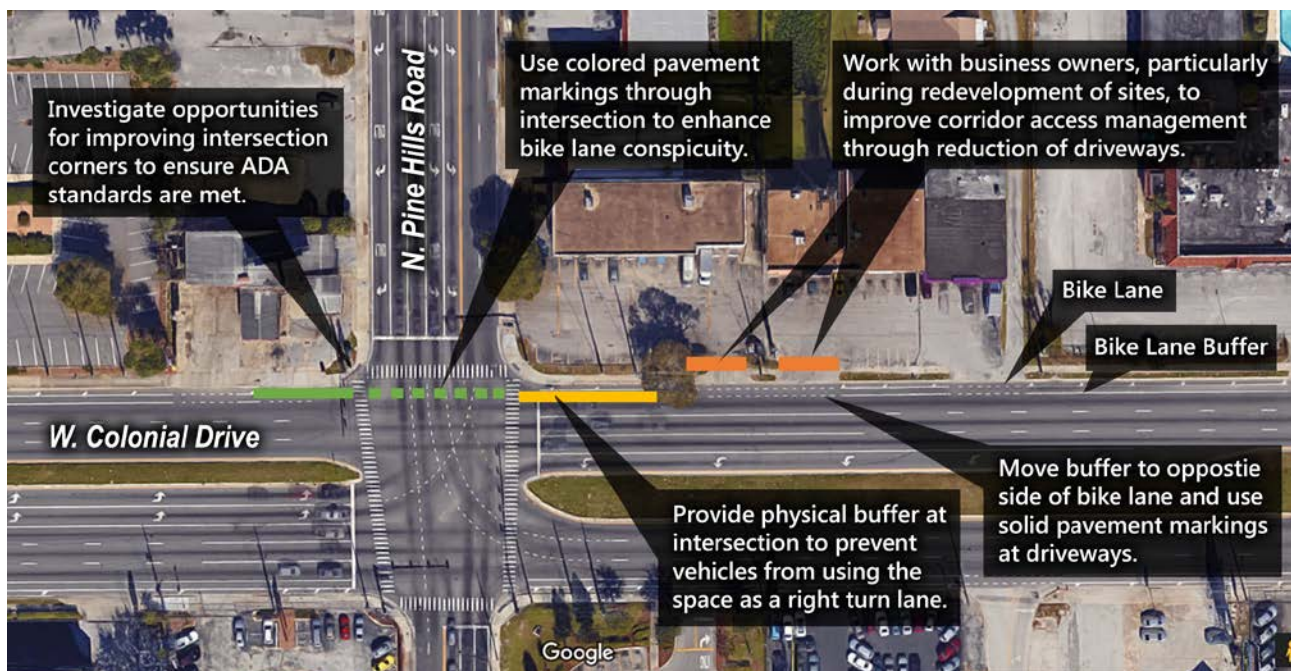 Investigate opportunities
for improving intersection
corners to ensure ADA
standards are met.
N. Pine Hills Road
Use colored pavement
markings through
intersection to enhance
bike lane conspicuity.
Work with business owners, particularly
during redevelopment of sites, to
improve corridor access management
through reduction of driveways.
Bike Lane
Bike Lane Buffer
W. Colonial Drive
Provide physical buffer at
intersection to prevent
vehicles from using the
space as a right turn lane.
Move buffer to oppostie
side of bike lane and use
solid pavement markings
at driveways.
Google